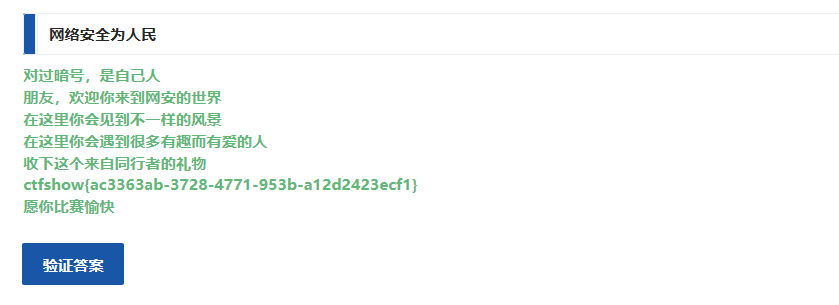 网络安全为人民
对过暗号，是自己人
朋友，欢迎你来到网安的世界
在这里你会见到不一样的风景
在这里你会遇到很多有趣而有爱的人
收下这个来自同行者的礼物
ctfshow{ac3363ab-3728-4771-953b-a12d2423ecf1}
愿你比赛愉快
验证答案